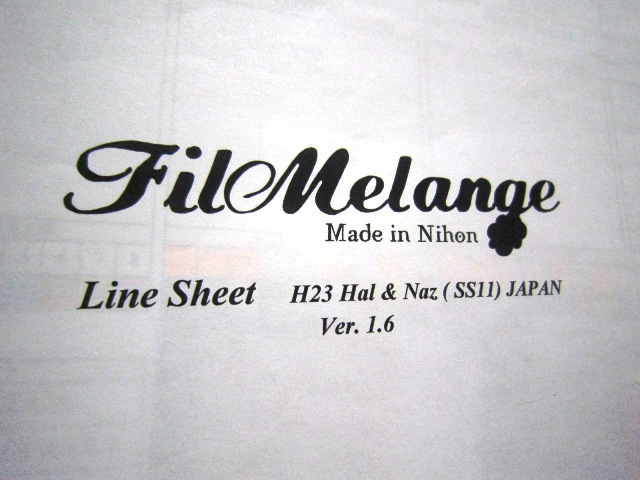 FilMelange
Made in Nihon
Line Sheet H23 Hal & Naz ( SS11) JAPAN
Ver. 1.6